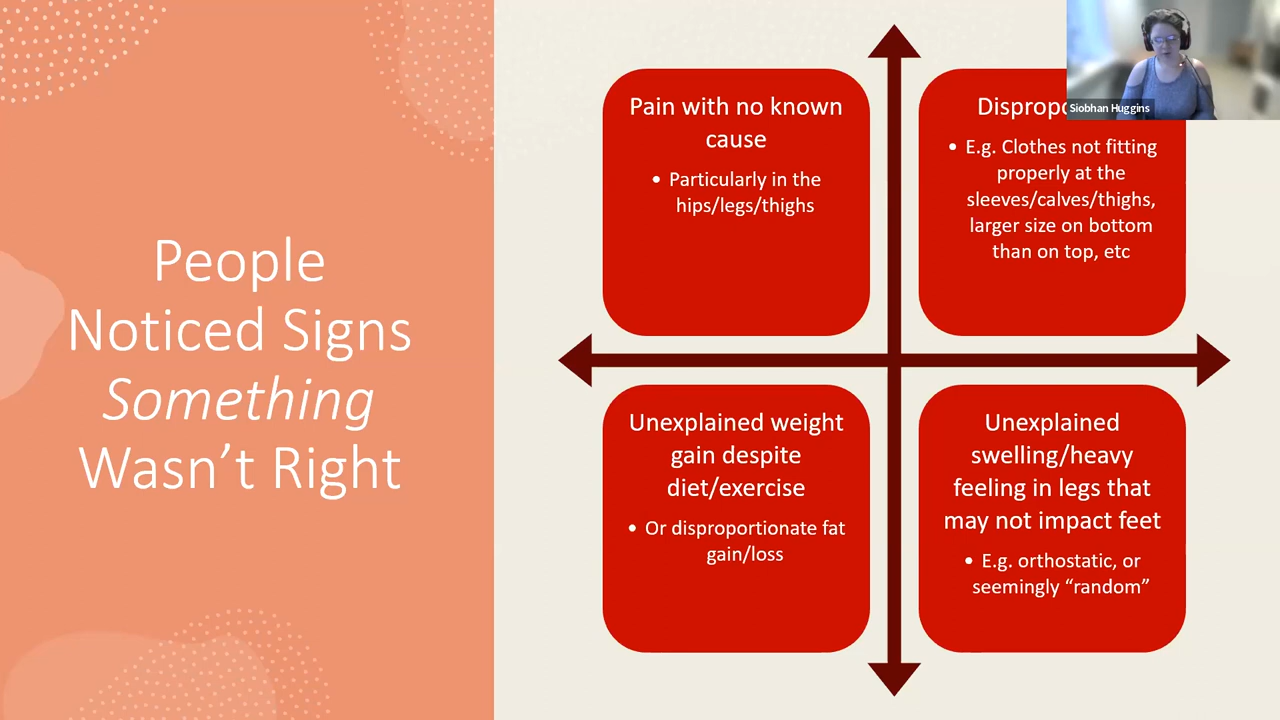 People
Noticed Signs
Something
Wasn’t Right
Pain with no known
cause
• Particularly in the
hips/legs/thighs
Siobhan Huggins
• E.g. Clothes not fitting
properly at the
sleeves/calves/thighs,
larger size on bottom
than on top, etc
Unexplained weight
gain despite
diet/exercise
• Or disproportionate fat
gain/loss
Unexplained
swelling/heavy
feeling in legs that
may not impact feet
• E.g. orthostatic, or
seemingly “random”